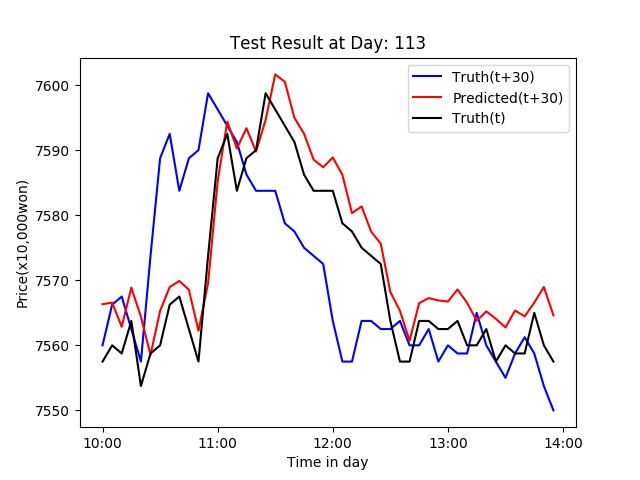 Test Result at Day: 113
Truth(t+30)
Predicted(t+30)
Truth(t)
Price(x10,000won)
7600
7590
7580
7570
7560
7550
10:00 11:00 12:00 13:00 14:00
Time in day